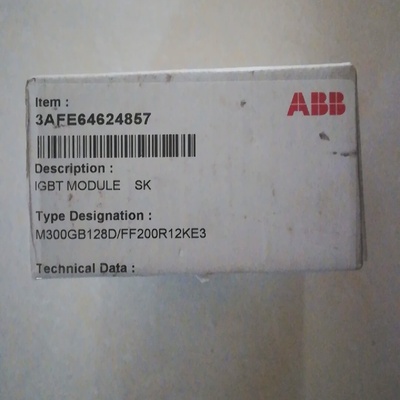 Item :
ABB
3AFE64624857
Description :
IGBT MODULE SK
Type Designation :
M300GB128D/FF200R12KE3
Technical Data :